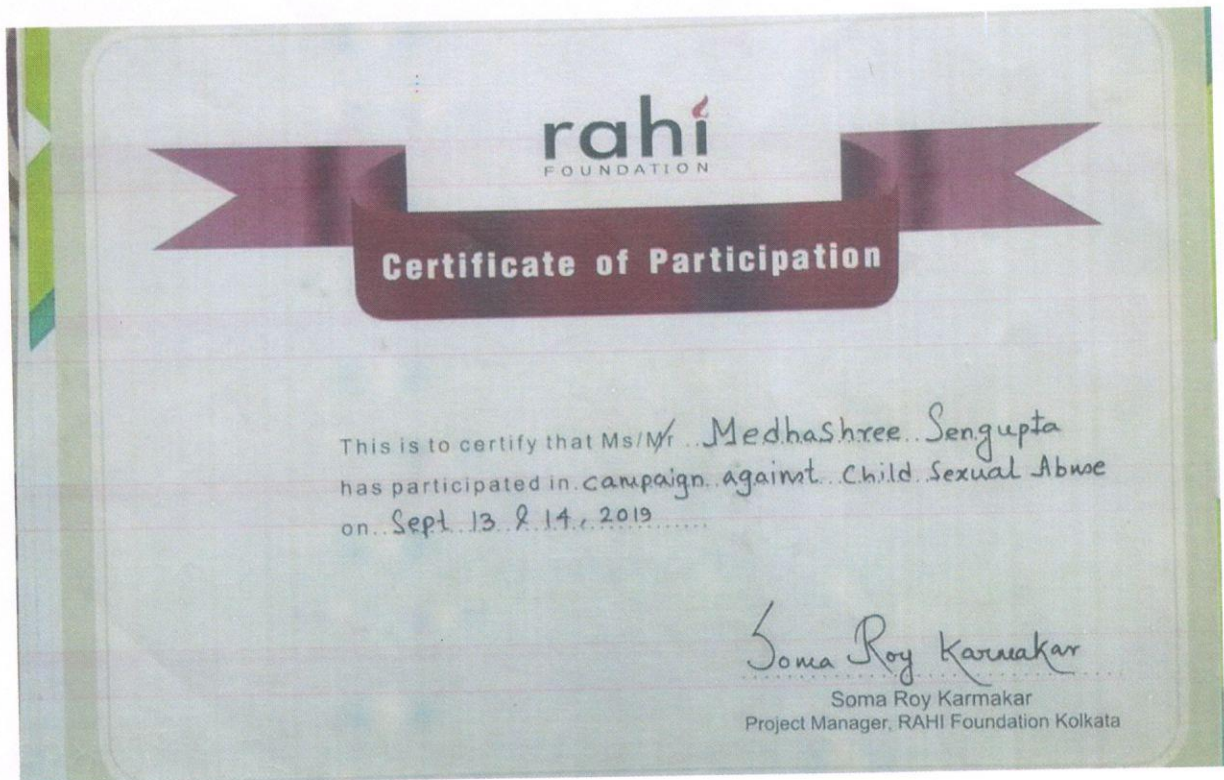 rahi
FOUNDATION
Certificate of Participation
This is to certify that Ms/Mr Medhashree Sengupta
has participated in campaign against Child Sexual Abuse
on Sept 13 & 14, 2019
Soma Roy Karmakar
Soma Roy Karmakar
Project Manager, RAHI Foundation Kolkata